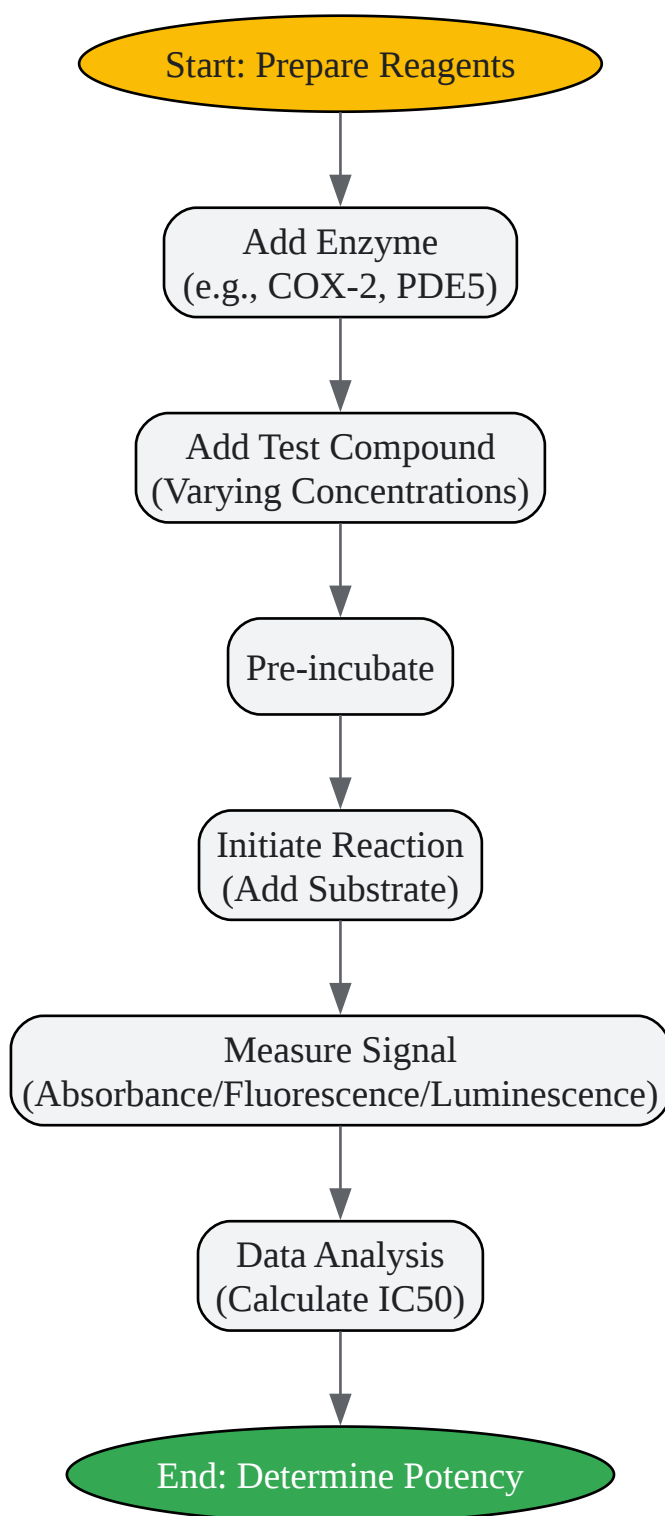 Start: Prepare Reagents
Add Enzyme
(e.g., COX-2, PDE5)
Add Test Compound
(Varying Concentrations)
Pre-incubate
Initiate Reaction
(Add Substrate)
Measure Signal
(Absorbance/Fluorescence/Luminescence)
Data Analysis
(Calculate IC50)
End: Determine Potency